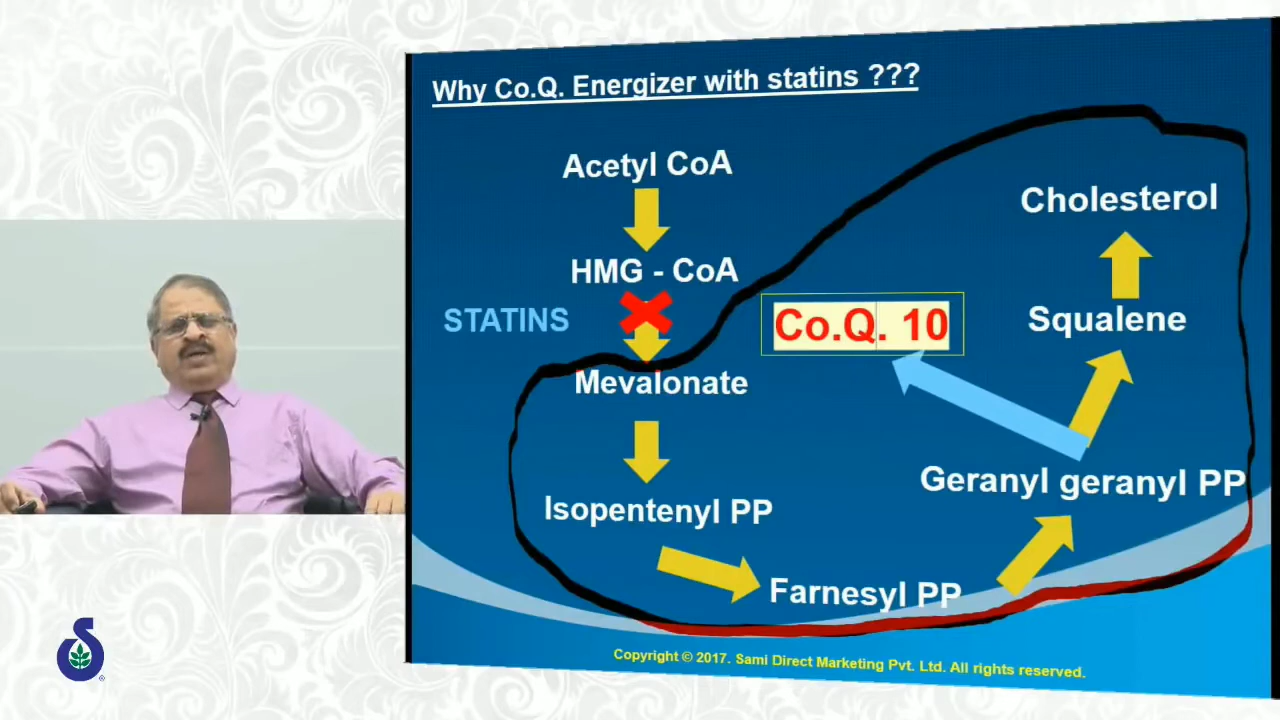 Why Co.Q. Energizer with statins ???
Acetyl CoA
HMG - CoA
STATINS
Mevalonate
Isopentenyl PP
Farnesyl PP
Geranyl geranyl PP
Squalene
Cholesterol
Co.Q. 10
Copyright © 2017. Sami Direct Marketing Pvt. Ltd. All rights reserved.
®